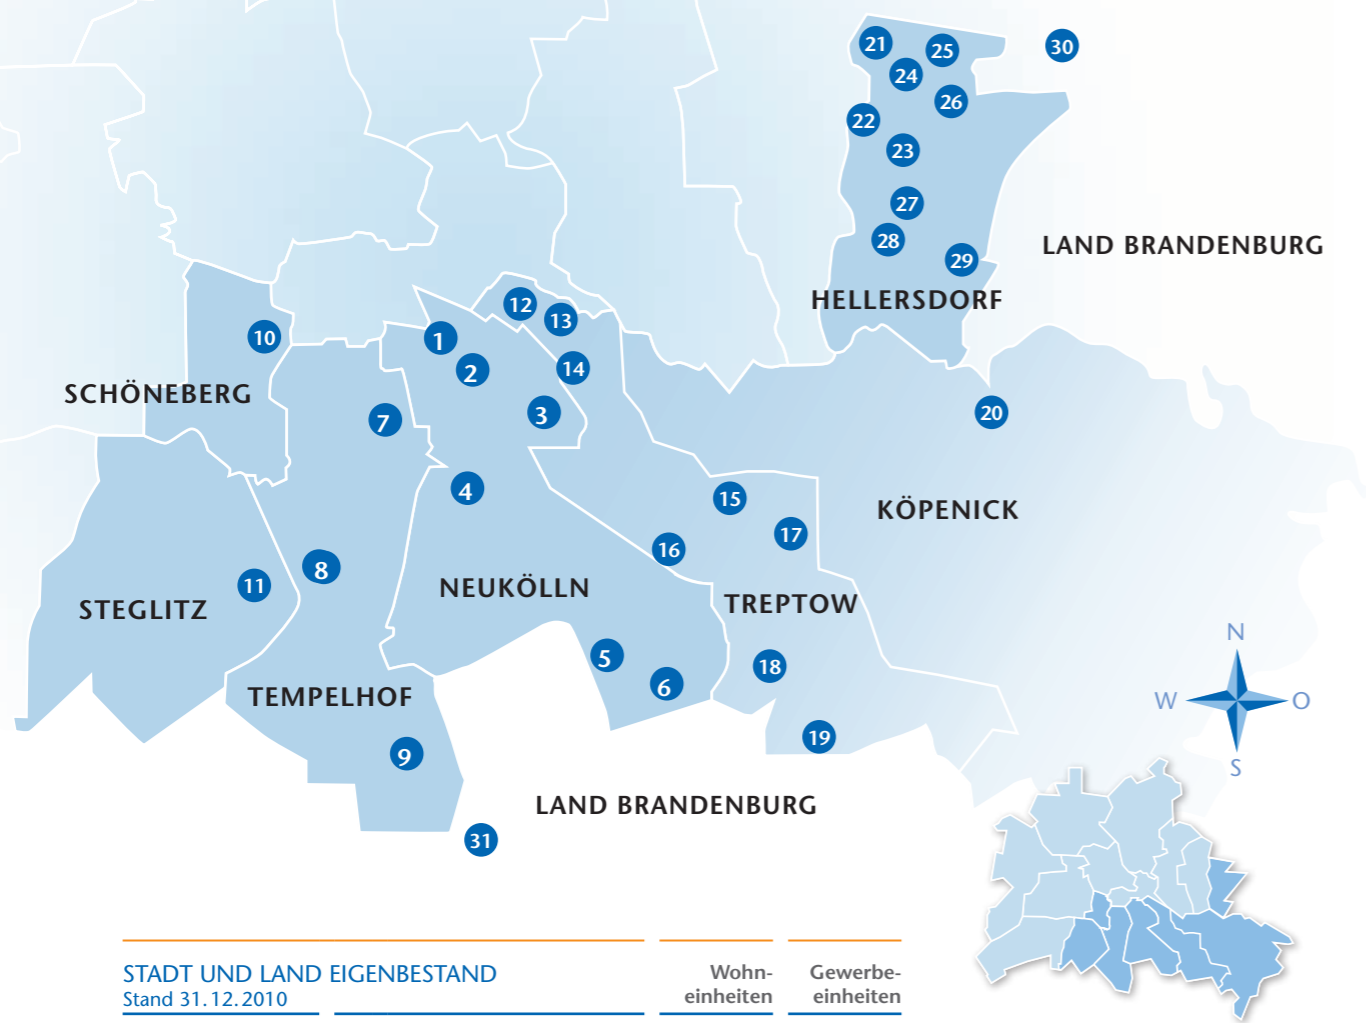 21
25
30
24
26
22
23
27
28
LAND BRANDENBURG
29
HELLERSDORF
12
13
10
1
14
2
SCHÖNEBERG
3
20
7
4
15
KÖPENICK
17
16
8
11
NEUKÖLLN
TREPTOW
STEGLITZ
N
5
18
6
TEMPELHOF
W
O
19
9
S
LAND BRANDENBURG
31
STADT UND LAND EIGENBESTAND
Stand 31.12.2010
Wohn-
einheiten
Gewerbe-
einheiten